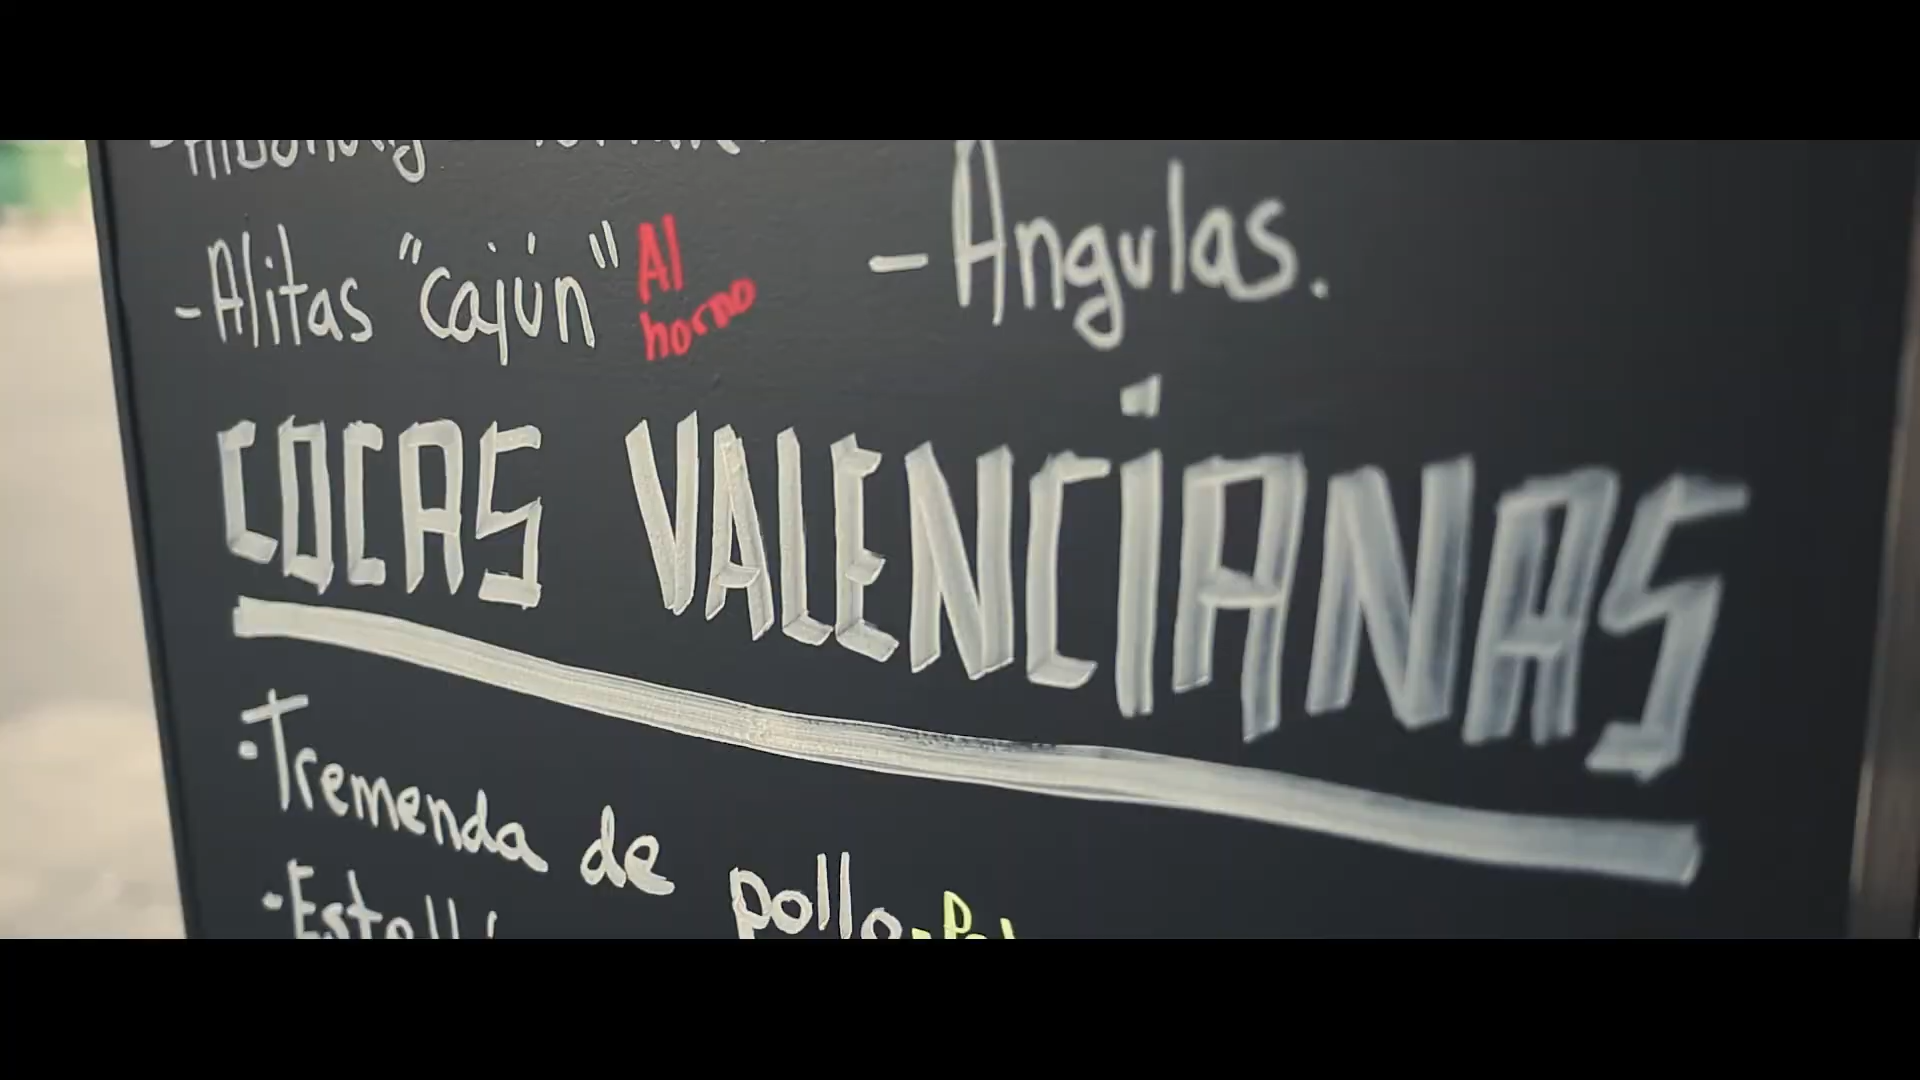 -Alitas "cajún" Al horno
-Angulas.
COCAS VALENCiANAS
·Tremenda de pollo.